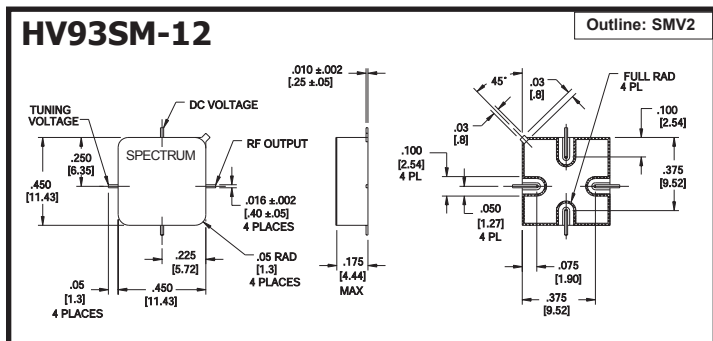 HV93SM-12
Outline: SMV2
.010 ±.002
[.25 ±.05]
45°
.03
[.8]
FULL RAD
4 PL
DC VOLTAGE
TUNING
VOLTAGE
SPECTRUM
RF OUTPUT
.03
[.8]
.100
[2.54]
.250
[6.35]
.450
[11.43]
.100
[2.54]
4 PL
.375
[9.52]
.016 ±.002
[.40 ±.05]
4 PLACES
.050
[1.27]
4 PL
.225
[5.72]
.05 RAD
[1.3]
4 PLACES
.175
[4.44]
MAX
.075
[1.90]
.05
[1.3]
4 PLACES
.450
[11.43]
.375
[9.52]